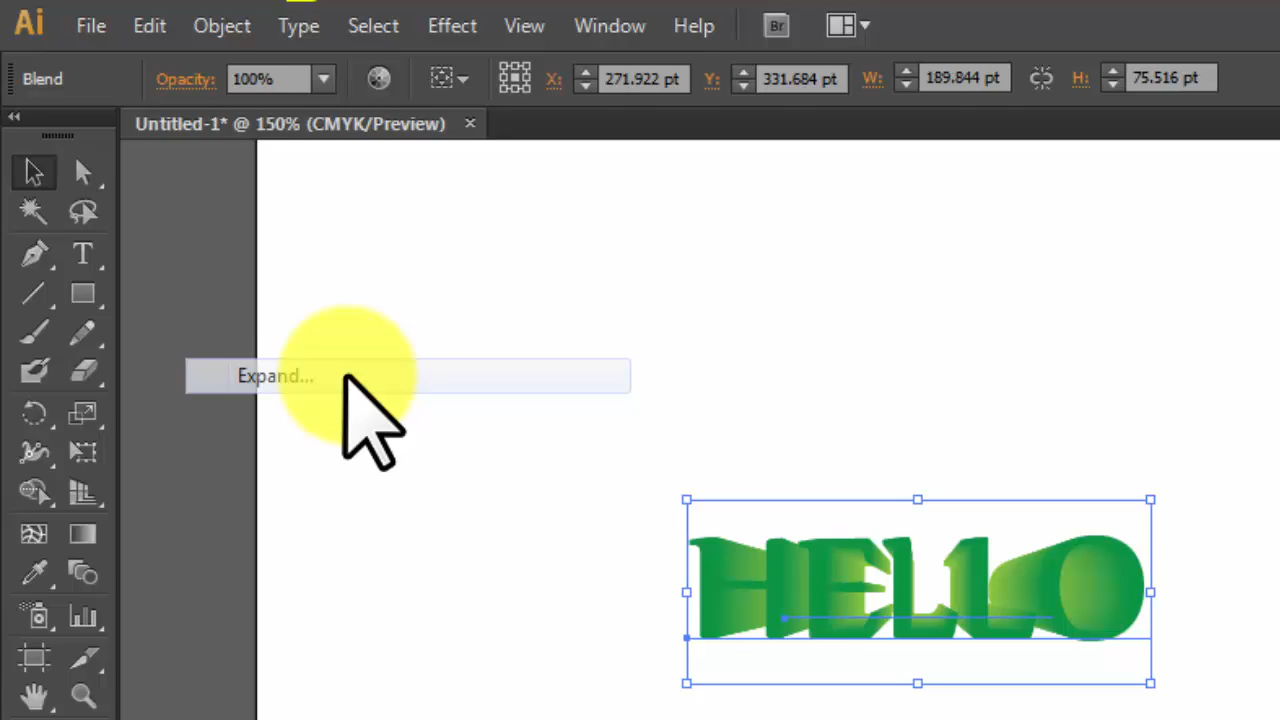 Ai File Edit Object Type Select Effect View Window Help Br
Blend Opacity: 100% X: 271.922 pt Y: 331.684 pt W: 189.844 pt H: 75.516 pt
Untitled-1* @ 150% (CMYK/Preview) ×
T
Expand...
HELLO